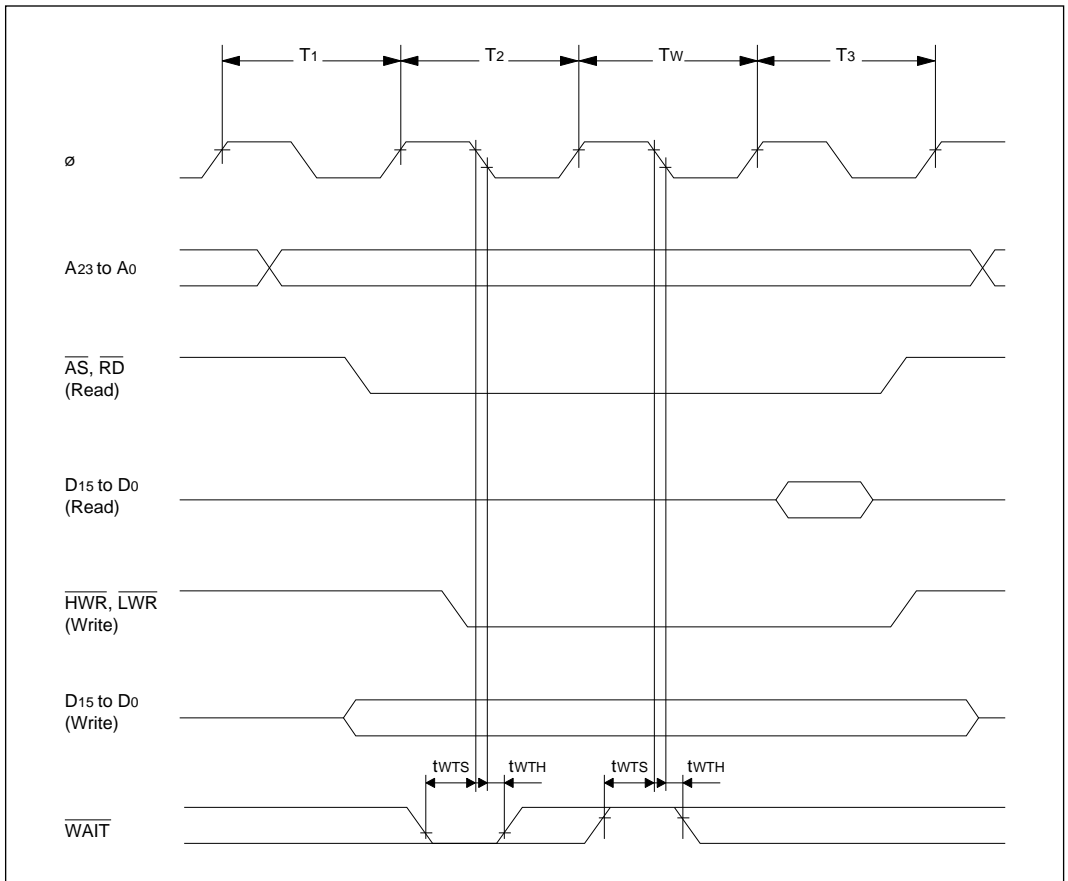 T1 T2 TW T3
ø
A23 to A0
AS, RD
(Read)
D15 to D0
(Read)
HWR, LWR
(Write)
D15 to D0
(Write)
tWTS tWTH tWTS tWTH
WAIT